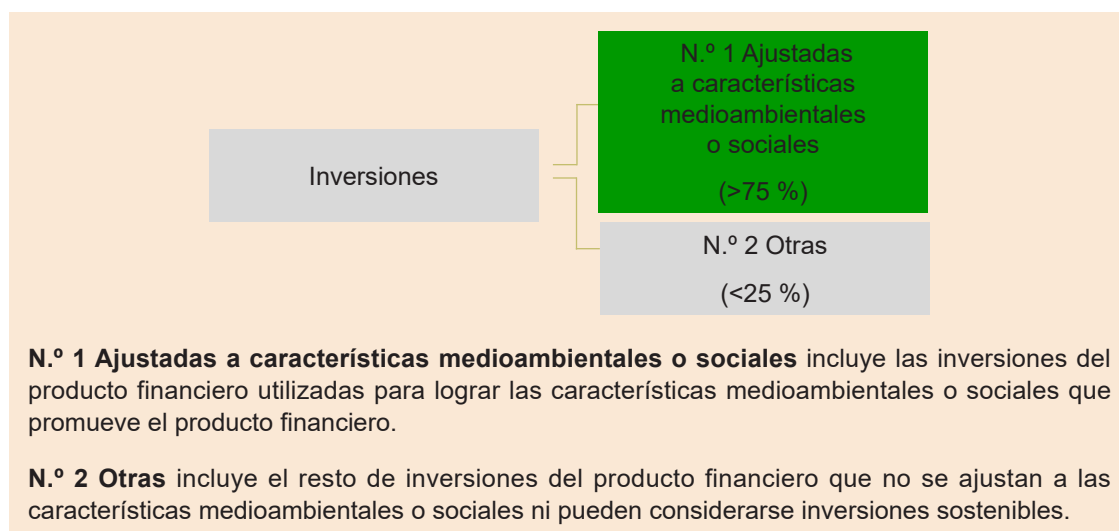 N.º 1 Ajustadas
a características
medioambientales
o sociales
(>75 %)
Inversiones
N.º 2 Otras
(<25 %)
N.º 1 Ajustadas a características medioambientales o sociales incluye las inversiones del
producto financiero utilizadas para lograr las características medioambientales o sociales que
promueve el producto financiero.
N.º 2 Otras incluye el resto de inversiones del producto financiero que no se ajustan a las
características medioambientales o sociales ni pueden considerarse inversiones sostenibles.